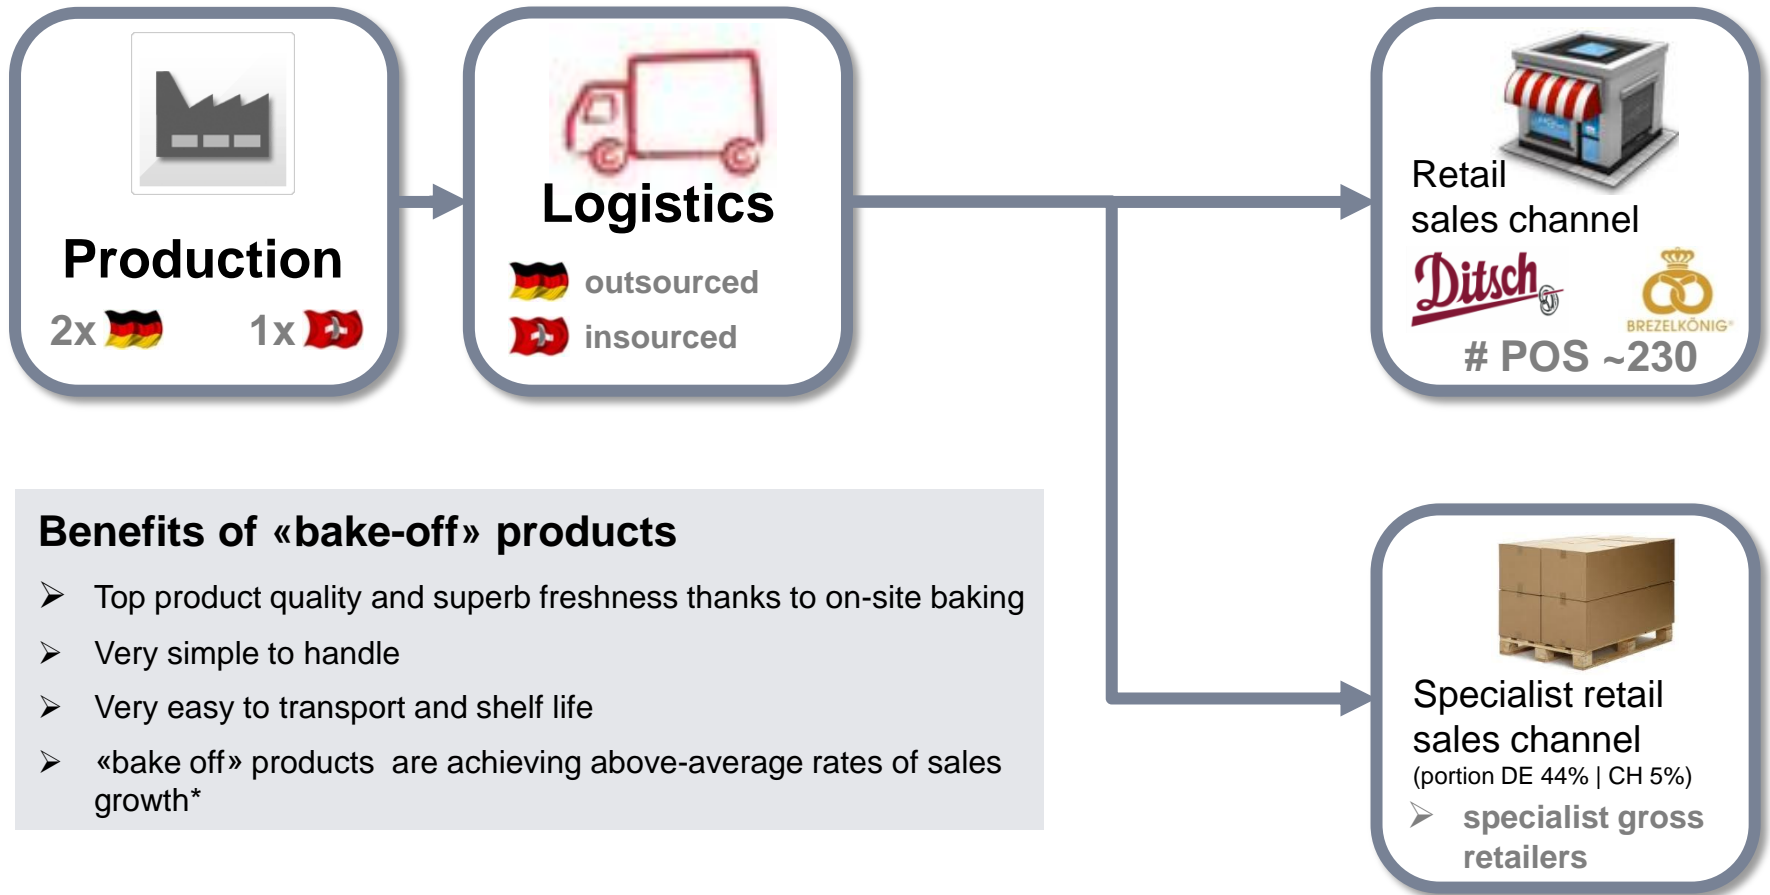 Production
2x 1x
Logistics
outsourced
insourced
Retail
sales channel
Ditsch
BREZELKÖNIG®
# POS ~230
Benefits of «bake-off» products
➢ Top product quality and superb freshness thanks to on-site baking
➢ Very simple to handle
➢ Very easy to transport and shelf life
➢ «bake off» products are achieving above-average rates of sales
growth*
Specialist retail
sales channel
(portion DE 44% | CH 5%)
➢ specialist gross
retailers